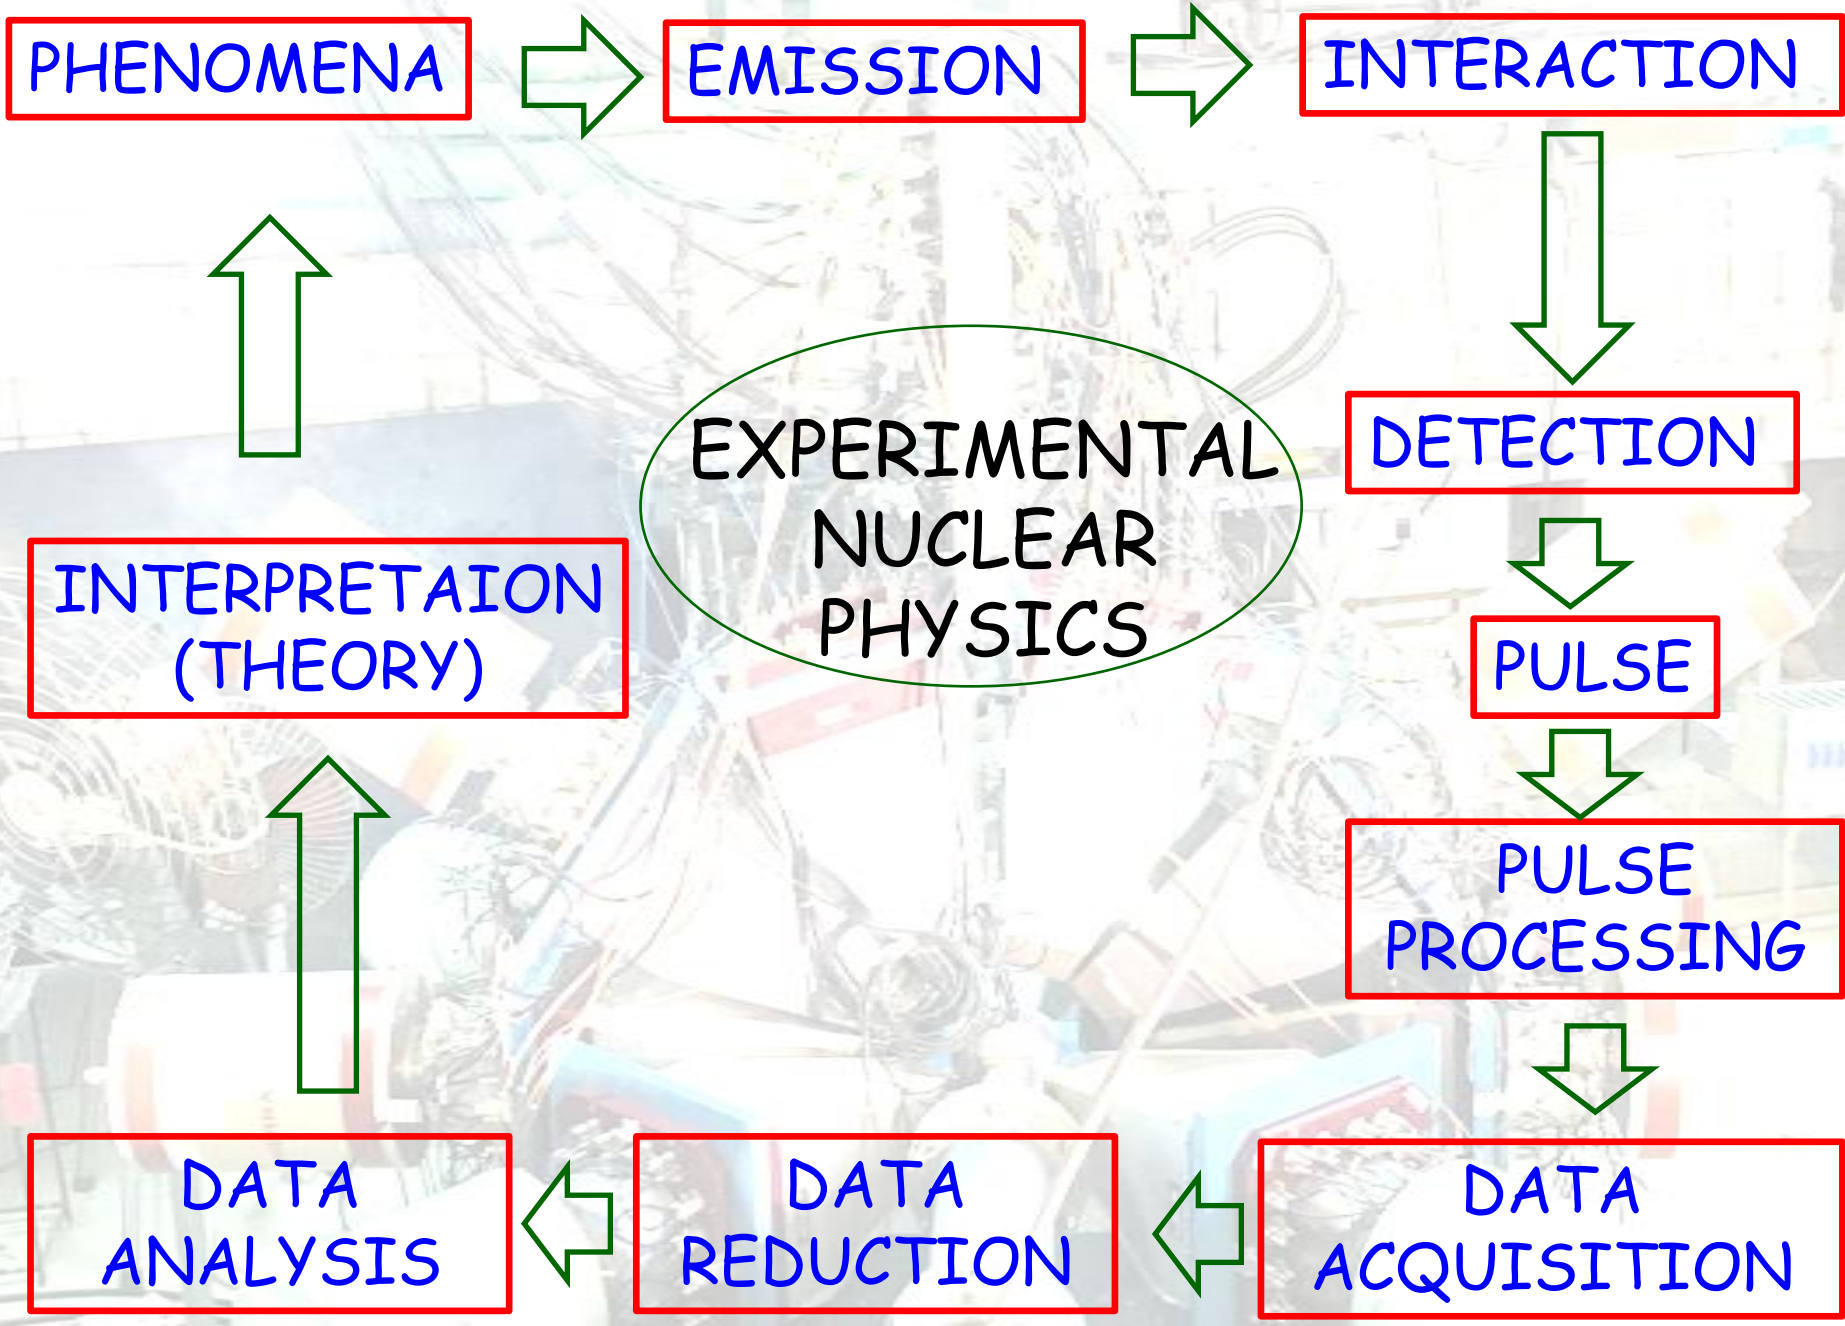 PHENOMENA
EMISSION
INTERACTION
DETECTION
PULSE
PULSE
PROCESSING
DATA
ACQUISITION
DATA
REDUCTION
DATA
ANALYSIS
INTERPRETAION
(THEORY)
EXPERIMENTAL
NUCLEAR
PHYSICS